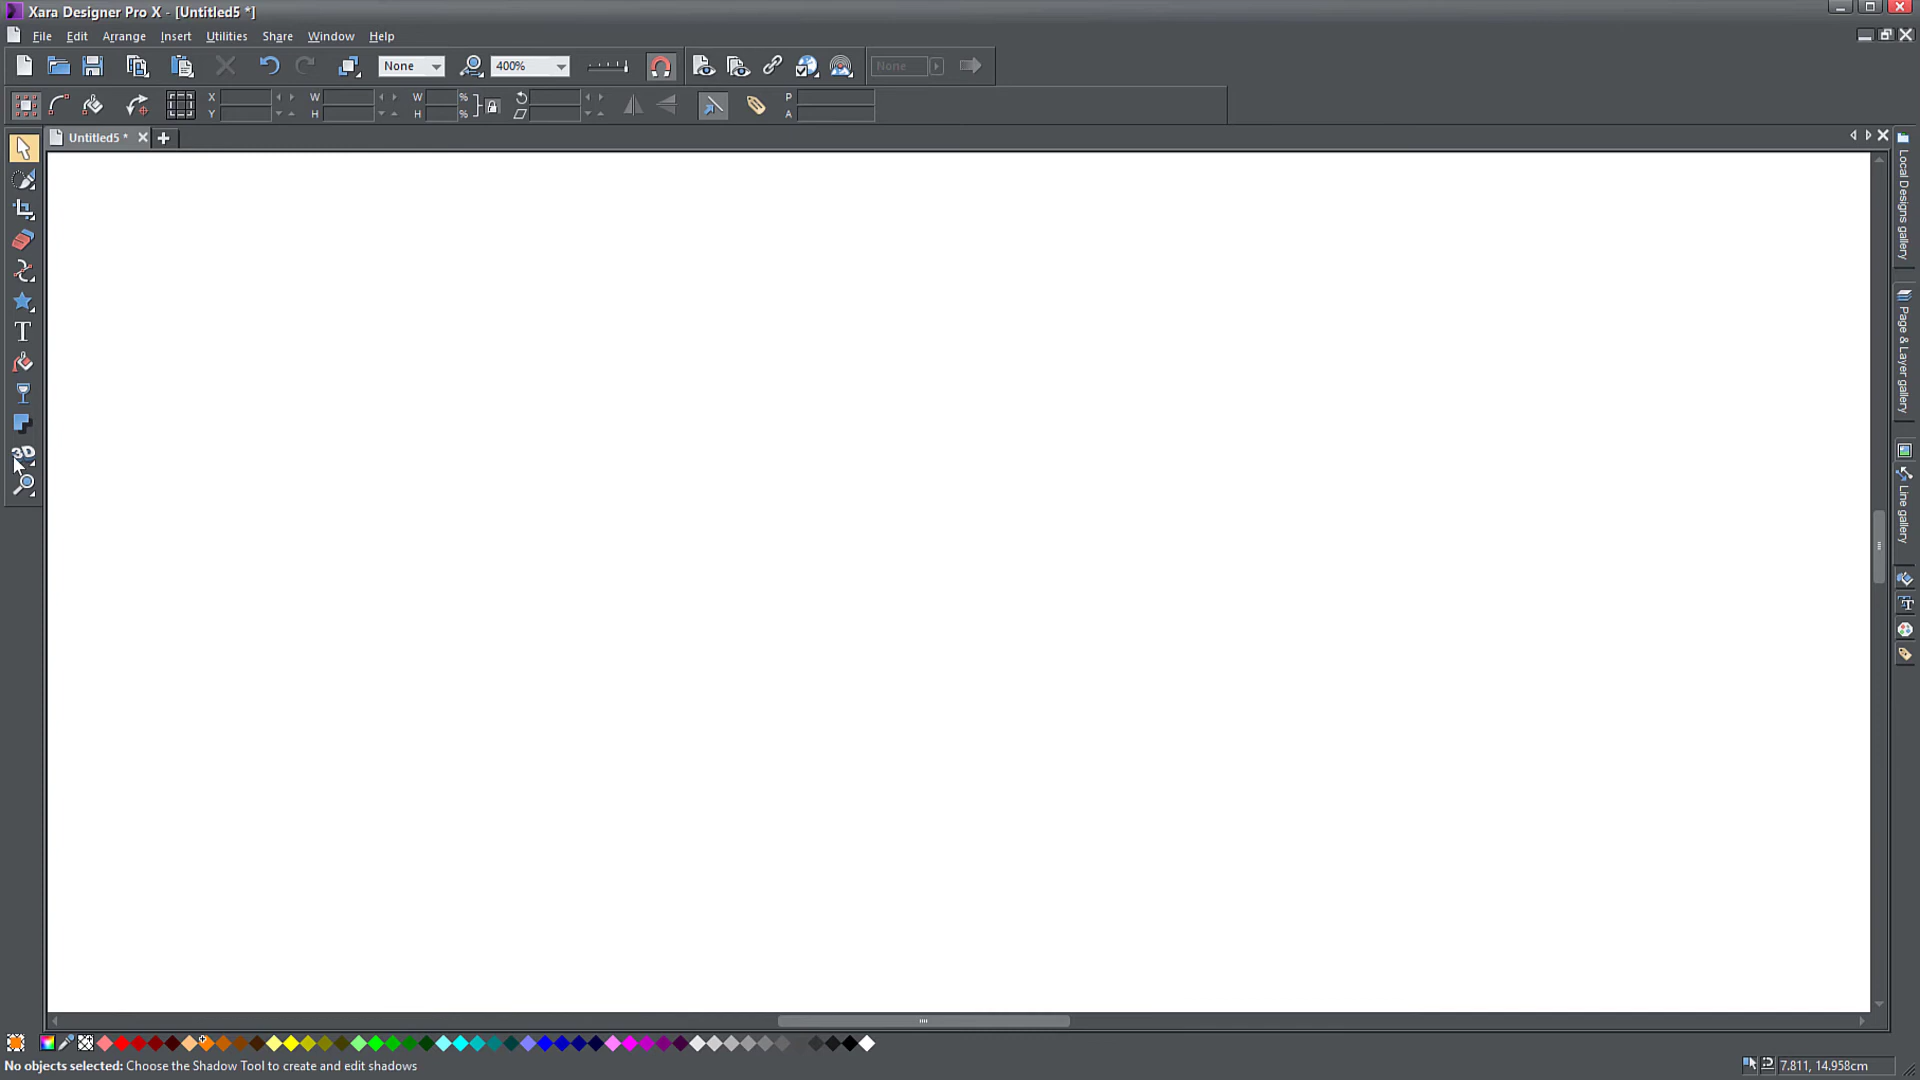 Xara Designer Pro X - [Untitled5 *]
File Edit Arrange Insert Utilities Share Window Help
None 400% None
X W W % P
Y H H % A
Untitled5 *
T
3D
Local Designs gallery
Page & Layer gallery
Line gallery
No objects selected: Choose the Shadow Tool to create and edit shadows
7.811, 14.958cm